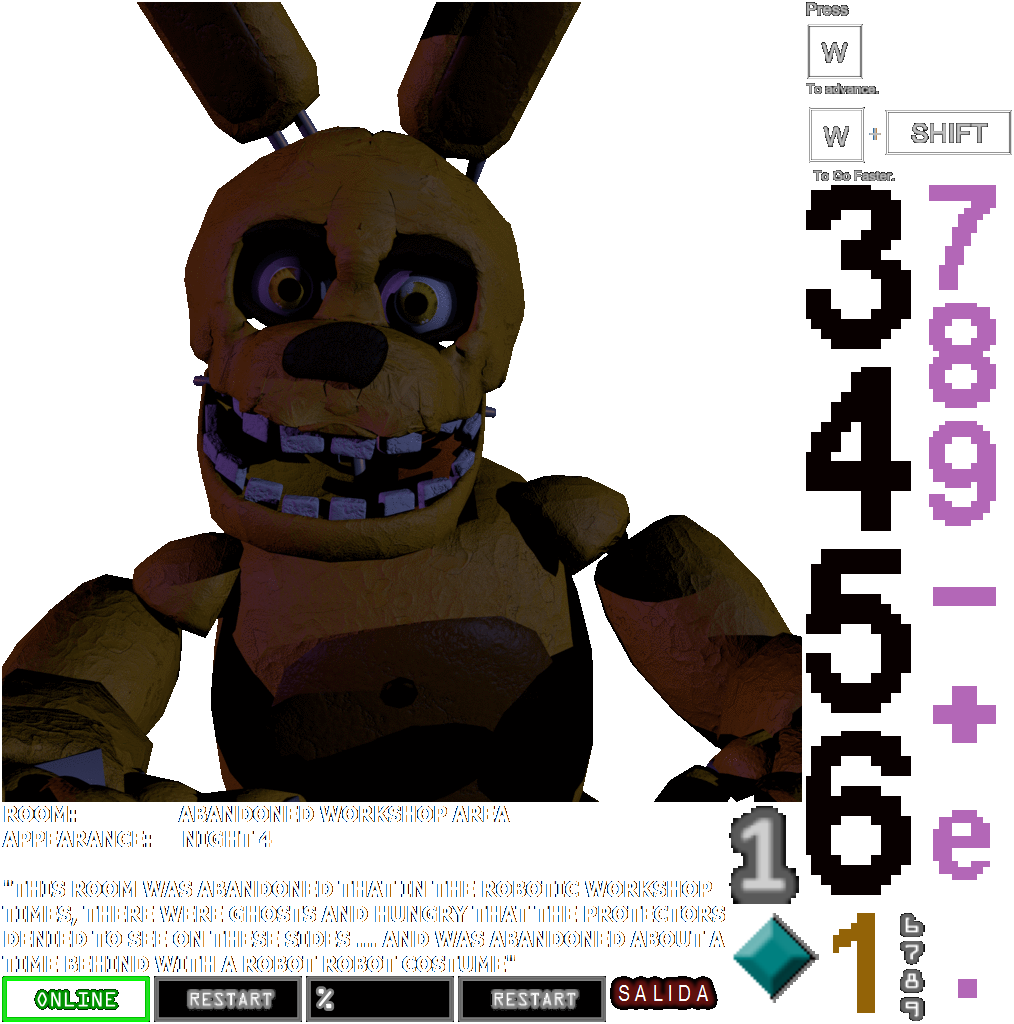 Press
W
To advance.
W + SHIFT
To Go Faster.
3
4
5
6
7
8
9
-
+
e
.
ROOM: ABANDONED WORKSHOP AREA
APPEARANCE: NIGHT 4
"THIS ROOM WAS ABANDONED THAT IN THE ROBOTIC WORKSHOP
TIMES, THERE WERE GHOSTS AND HUNGRY THAT THE PROTECTORS
DENIED TO SEE ON THESE SIDES .... AND WAS ABANDONED ABOUT A
TIME BEHIND WITH A ROBOT ROBOT COSTUME"
1
1
6
7
8
9
ONLINE
RESTART
%
RESTART
SALIDA